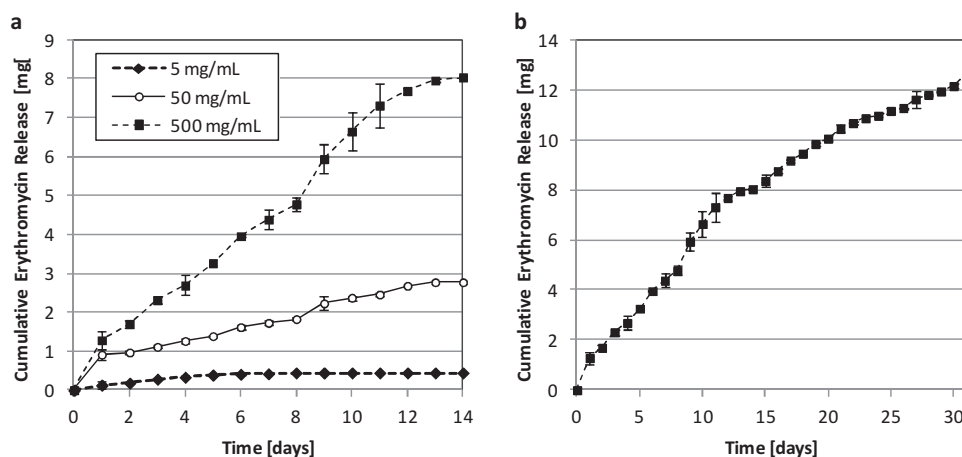 a
Cumulative Erythromycin Release [mg[
9
8
7
6
5
4
3
2
1
0
5 mg/mL
50 mg/mL
500 mg/mL
0 2 4 6 8 10 12 14
Time [days]
b
Cumulative Erythromycin Release [mg]
14
12
10
8
6
4
2
0
0 5 10 15 20 25 30
Time [days]